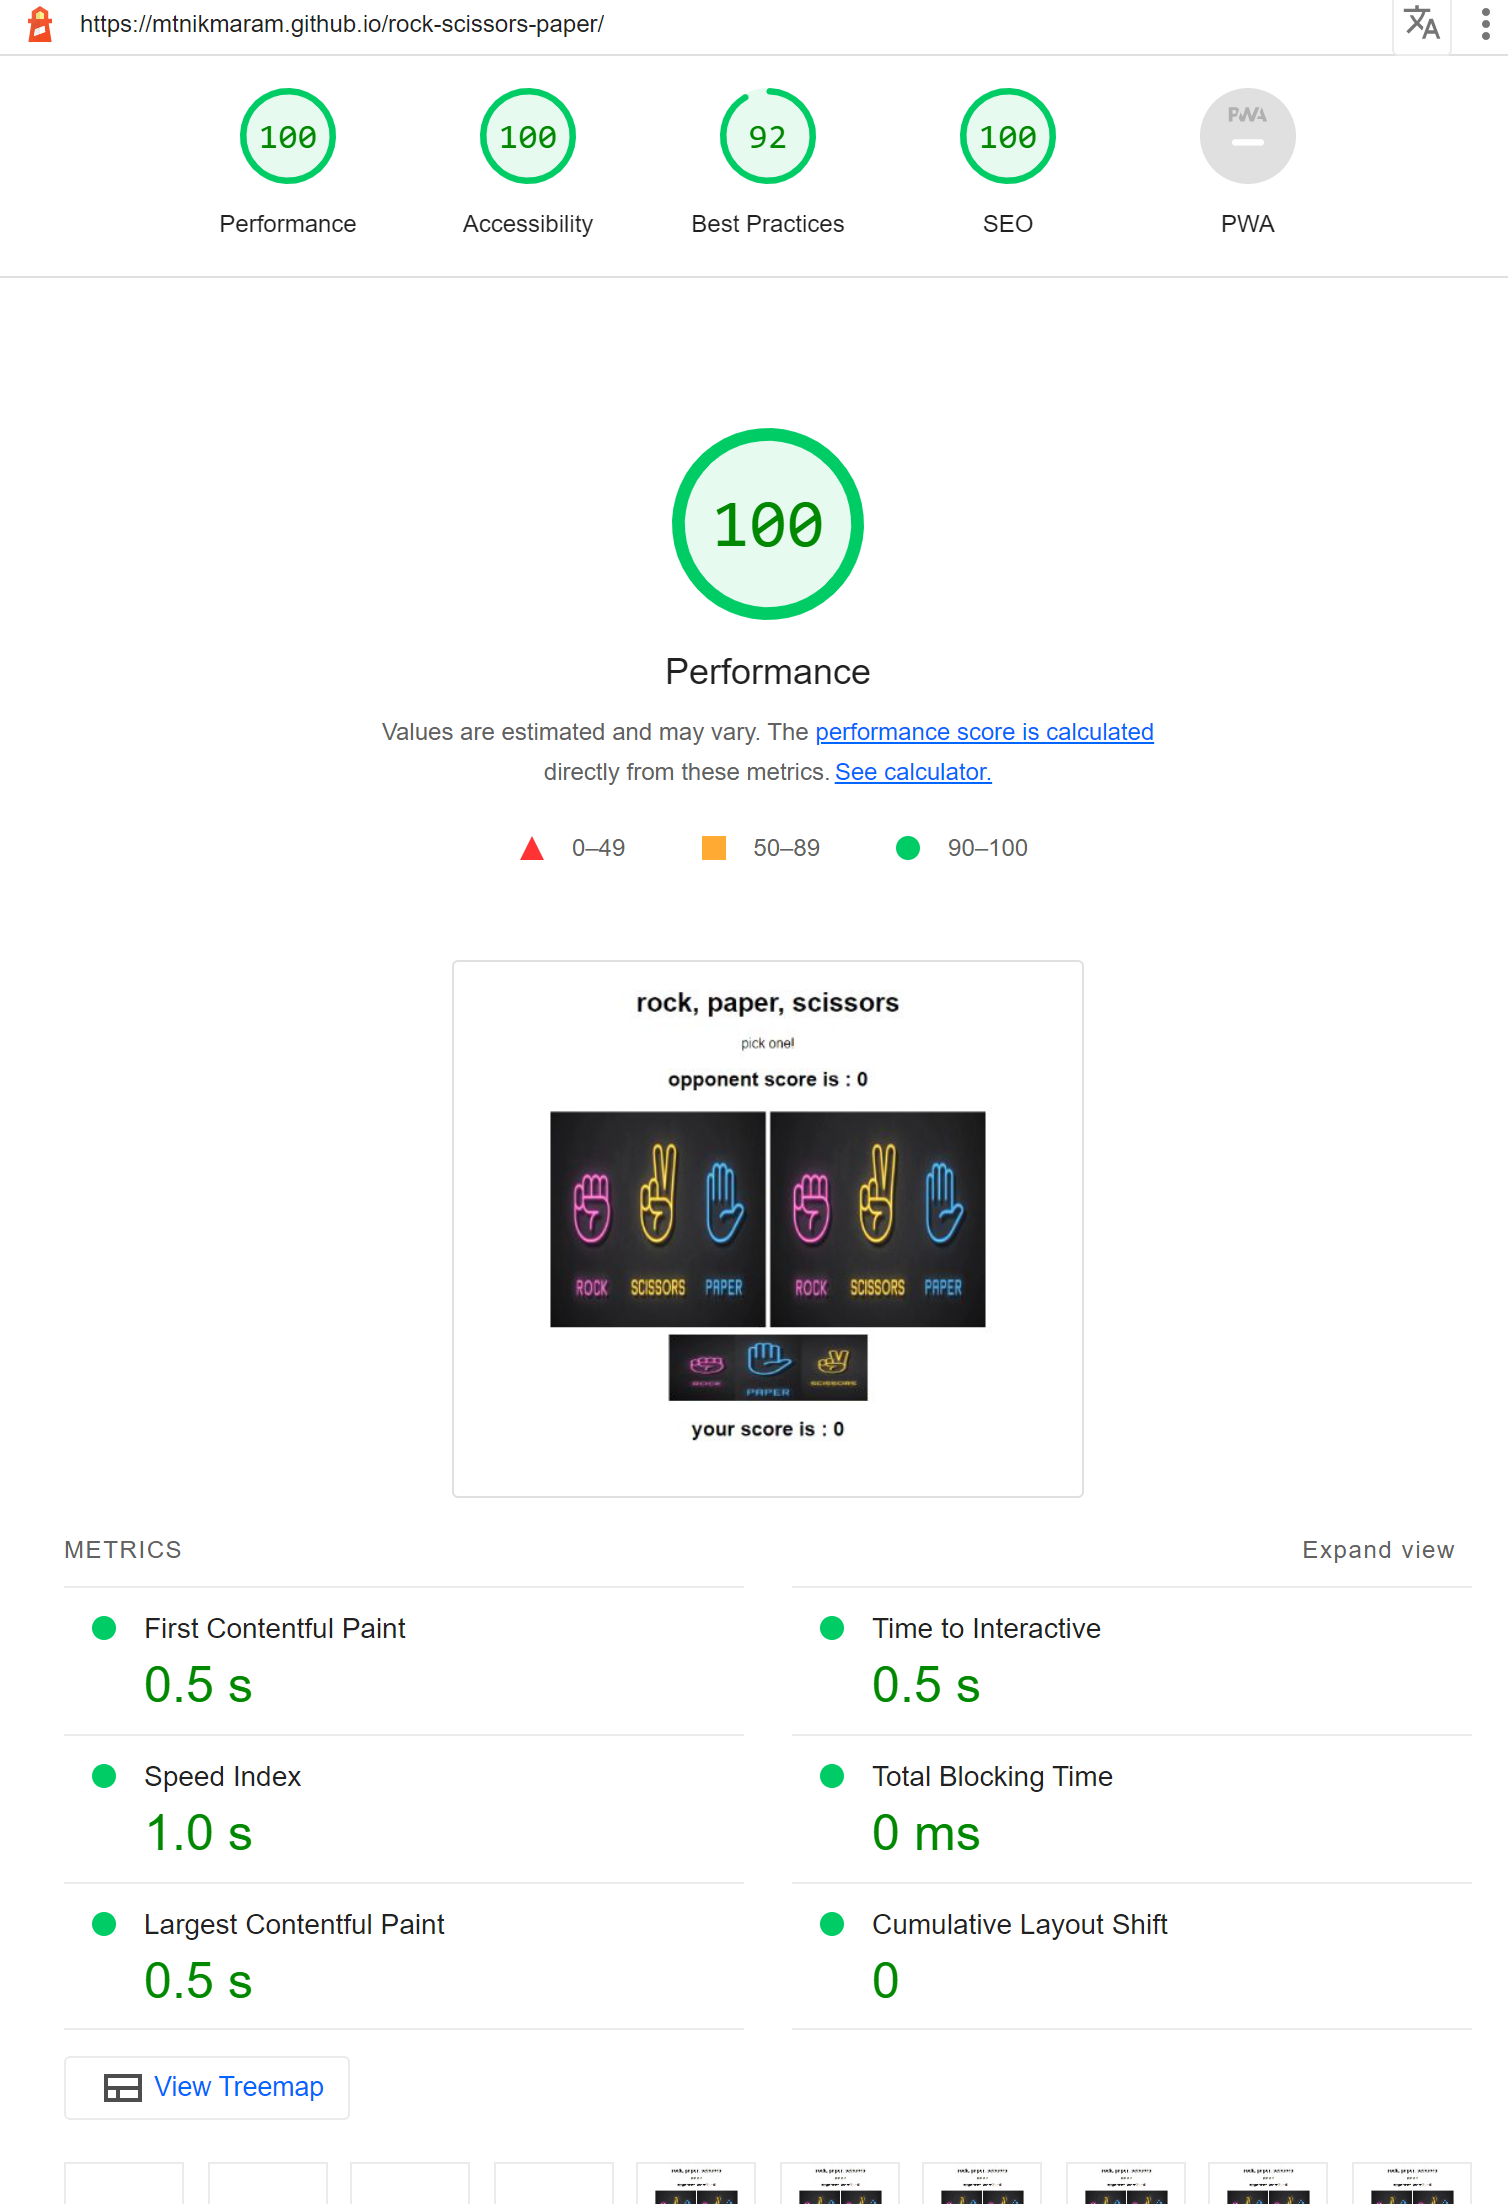 https://mtnikmaram.github.io/rock-scissors-paper/
100 100 92 100 PWA
Performance Accessibility Best Practices SEO PWA
100
Performance
Values are estimated and may vary. The performance score is calculated
directly from these metrics. See calculator.
0–49 50–89 90–100
rock, paper, scissors
pick one!
opponent score is : 0
ROCK SCISSORS PAPER ROCK SCISSORS PAPER
ROCK PAPER SCISSORS
your score is : 0
METRICS Expand view
First Contentful Paint Time to Interactive
0.5 s 0.5 s
Speed Index Total Blocking Time
1.0 s 0 ms
Largest Contentful Paint Cumulative Layout Shift
0.5 s 0
View Treemap